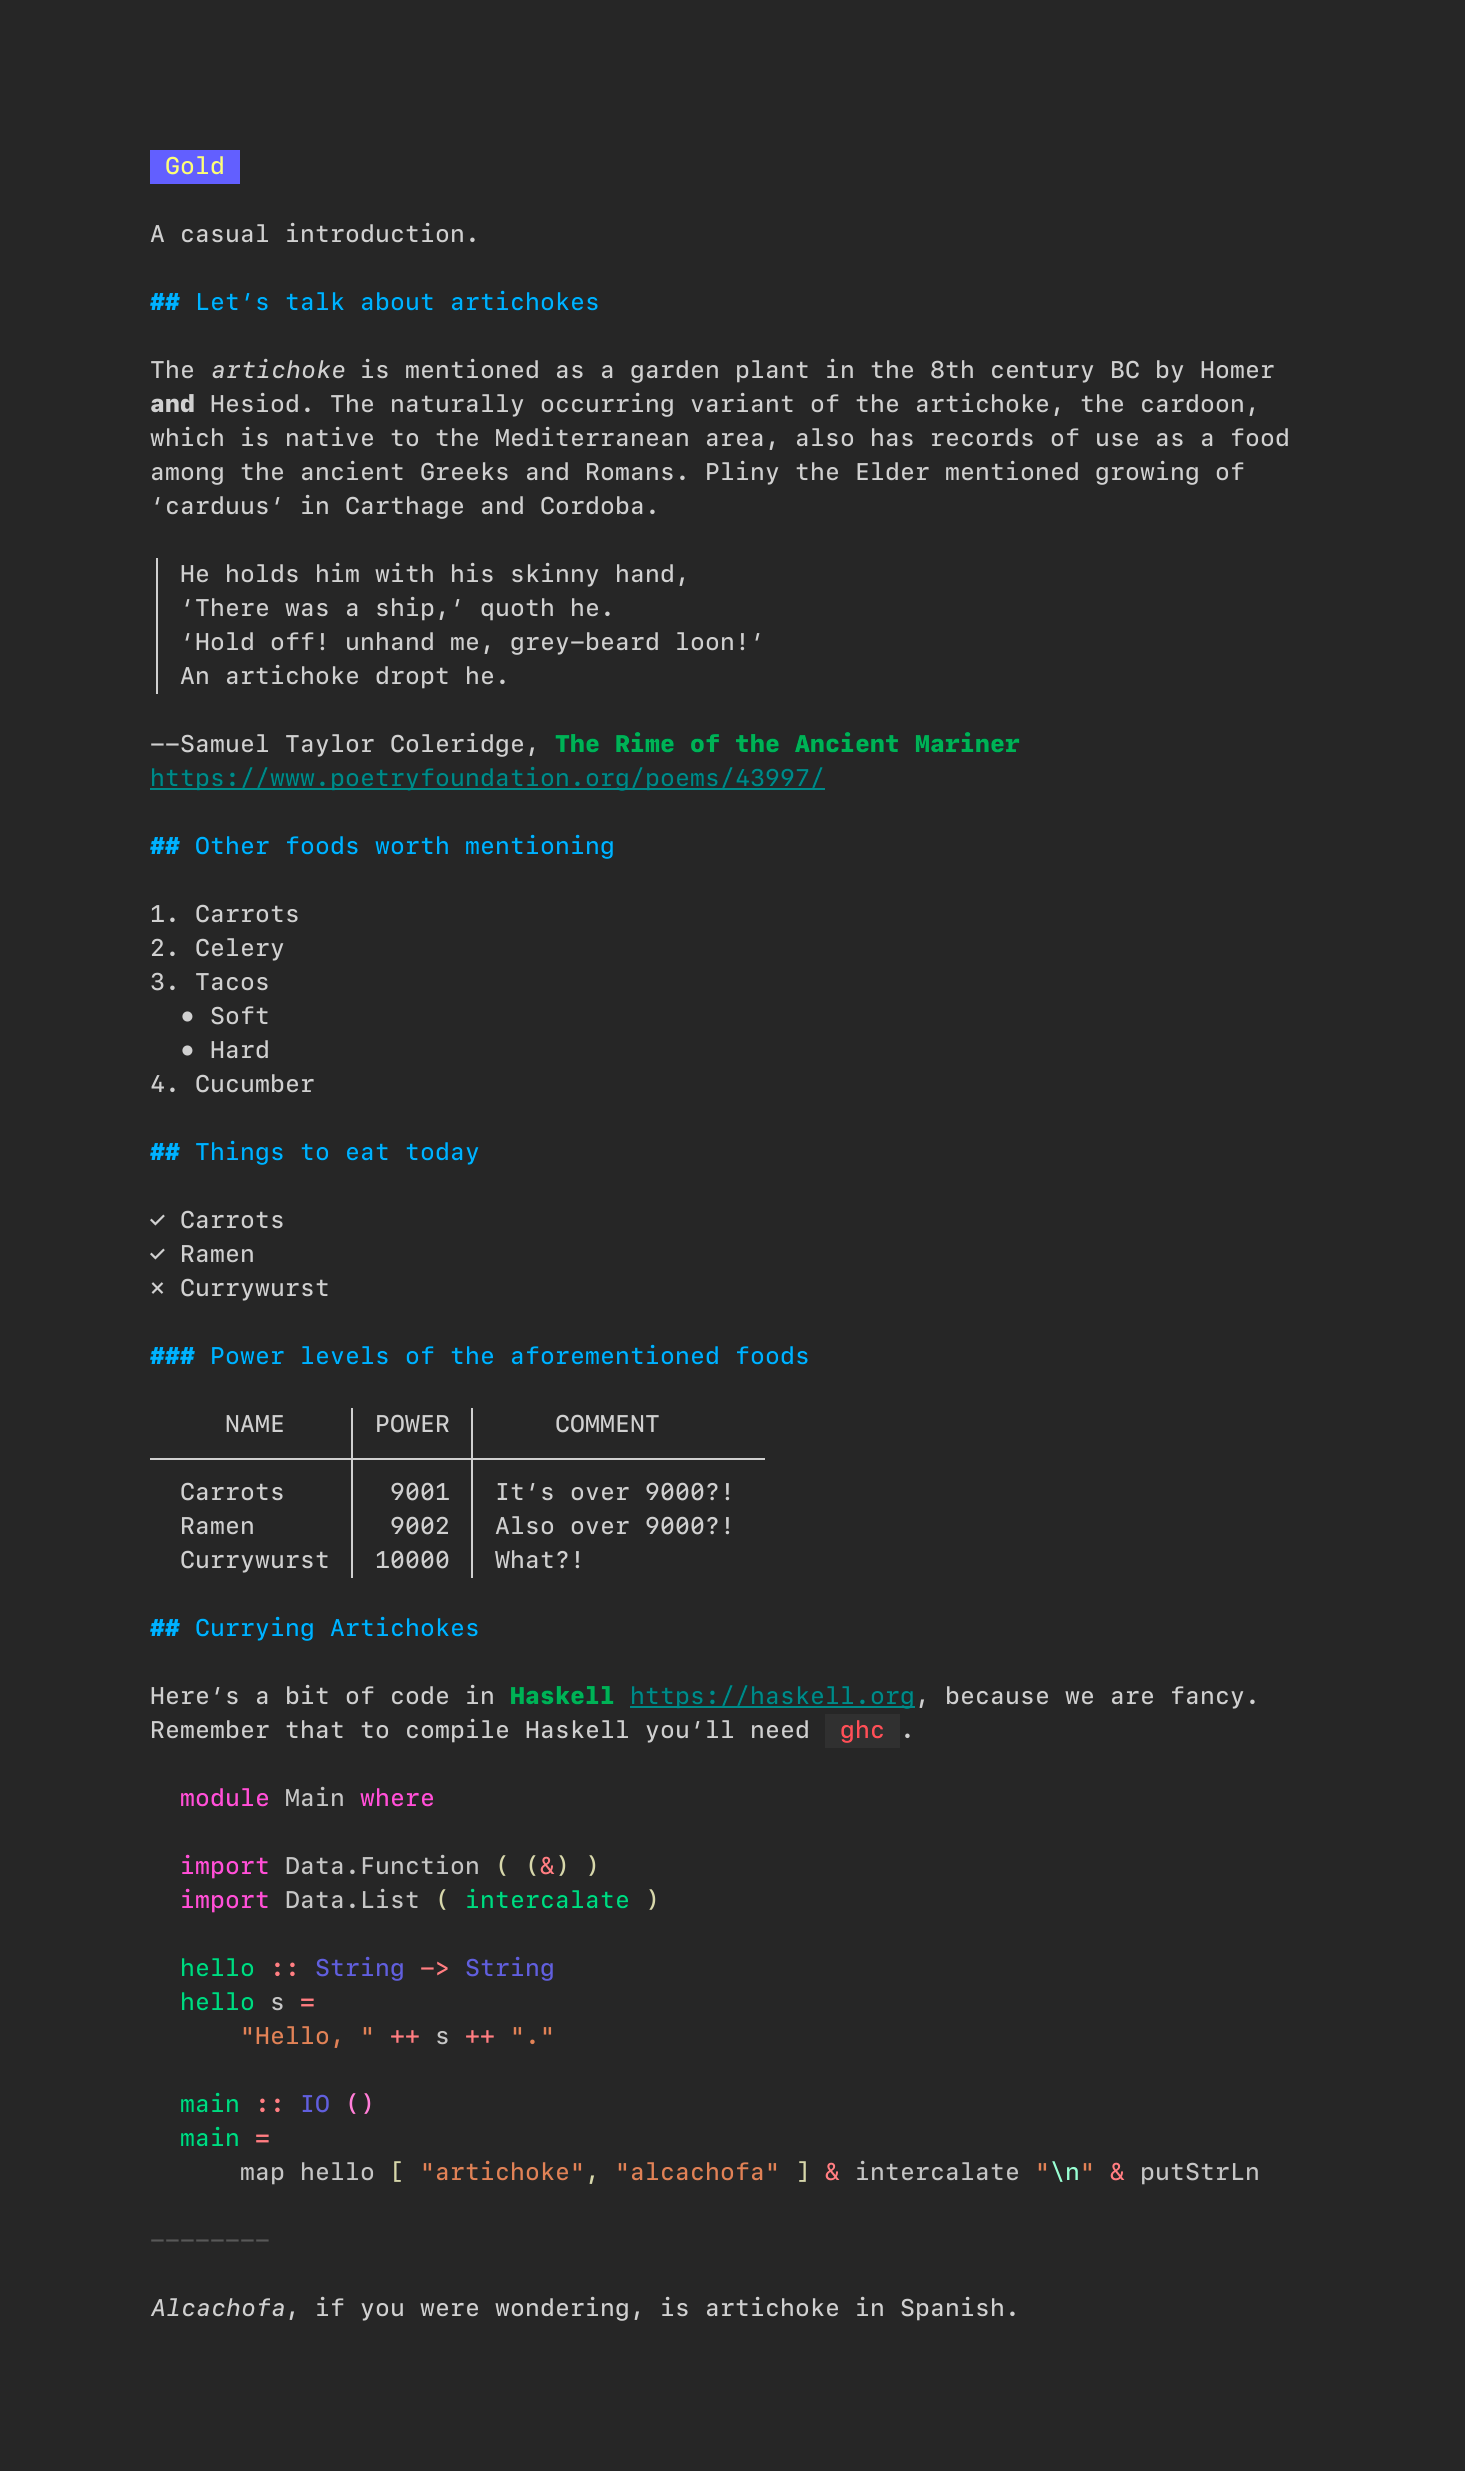 Gold
A casual introduction.
## Let’s talk about artichokes
The artichoke is mentioned as a garden plant in the 8th century BC by Homer
and Hesiod. The naturally occurring variant of the artichoke, the cardoon,
which is native to the Mediterranean area, also has records of use as a food
among the ancient Greeks and Romans. Pliny the Elder mentioned growing of
'carduus' in Carthage and Cordoba.
He holds him with his skinny hand,
‘There was a ship,‘ quoth he.
‘Hold off! unhand me, grey-beard loon!’
An artichoke dropt he.
--Samuel Taylor Coleridge, The Rime of the Ancient Mariner
https://www.poetryfoundation.org/poems/43997/
## Other foods worth mentioning
1. Carrots
2. Celery
3. Tacos
• Soft
• Hard
4. Cucumber
## Things to eat today
✓ Carrots
✓ Ramen
× Currywurst
### Power levels of the aforementioned foods
NAME │ POWER │ COMMENT
Carrots │ 9001 │ It’s over 9000?!
Ramen │ 9002 │ Also over 9000?!
Currywurst │ 10000 │ What?!
## Currying Artichokes
Here’s a bit of code in Haskell https://haskell.org, because we are fancy.
Remember that to compile Haskell you’ll need ghc .
module Main where
import Data.Function ( (&) )
import Data.List ( intercalate )
hello :: String -> String
hello s =
"Hello, " ++ s ++ "."
main :: IO ()
main =
map hello [ "artichoke", "alcachofa" ] & intercalate "\n" & putStrLn
--------
Alcachofa, if you were wondering, is artichoke in Spanish.